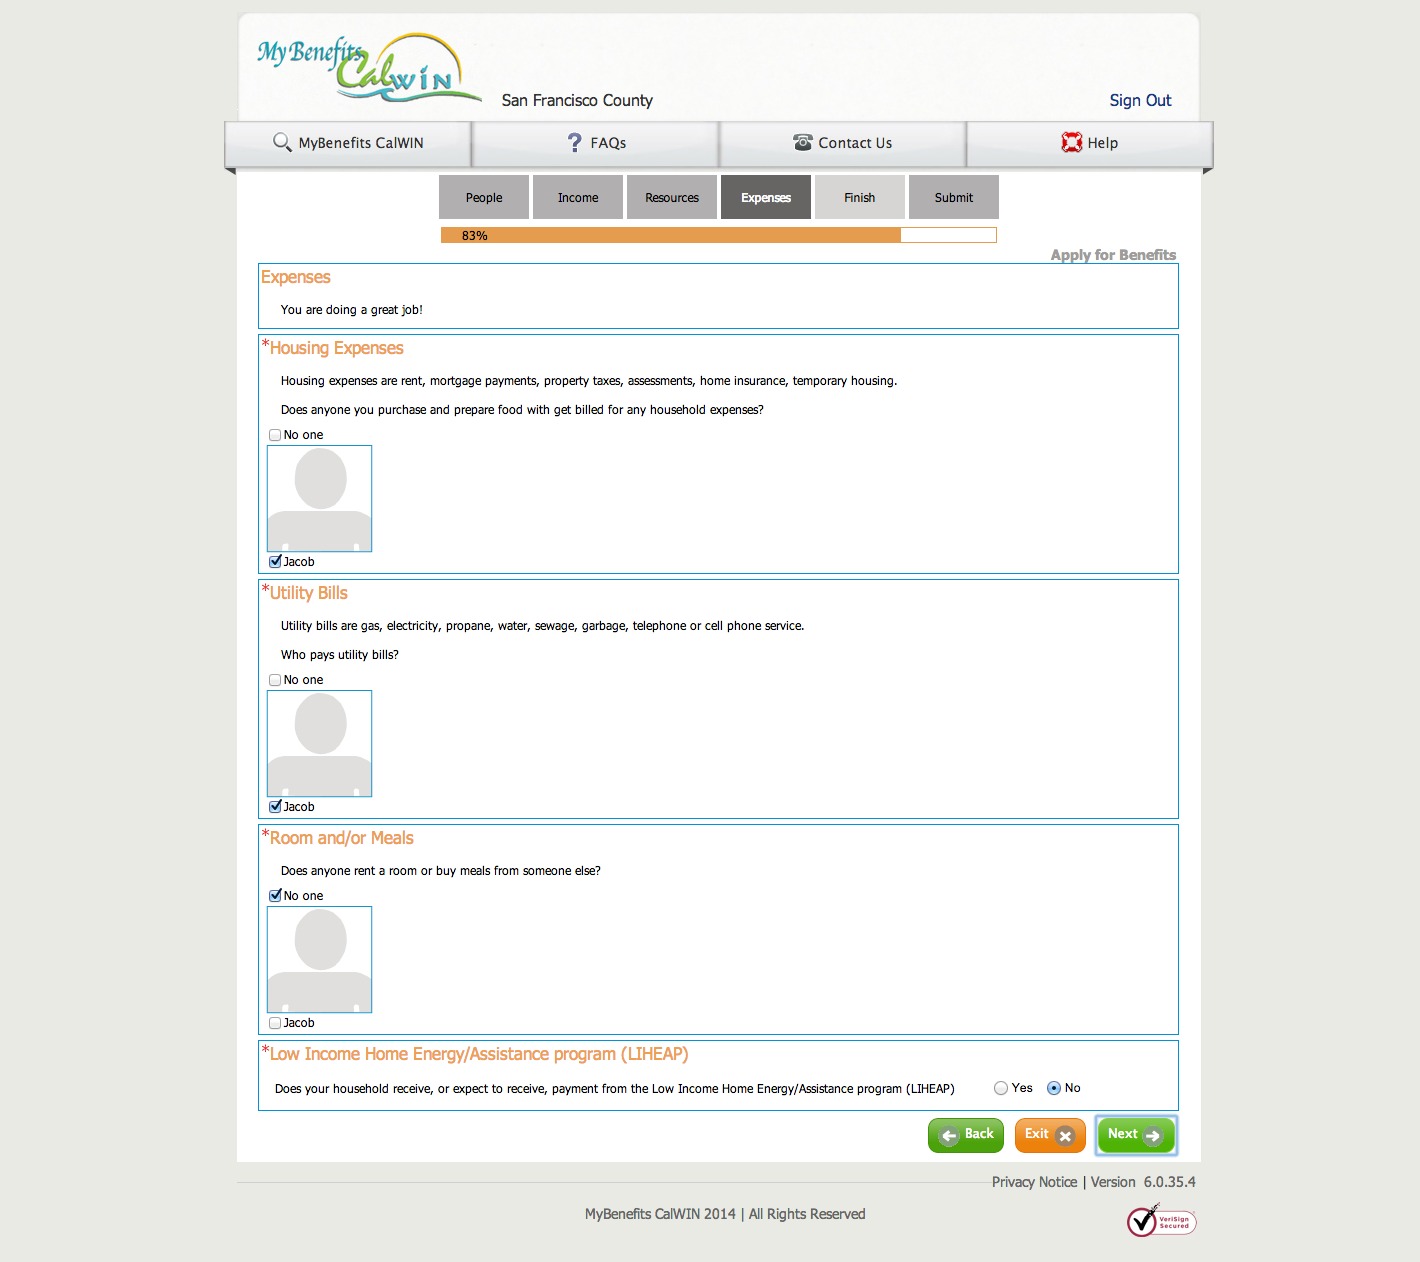 My Benefits
CalWIN
San Francisco County
Sign Out
MyBenefits CalWIN
? FAQs
Contact Us
Help
People
Income
Resources
Expenses
Finish
Submit
83%
Apply for Benefits
Expenses
You are doing a great job!
*Housing Expenses
Housing expenses are rent, mortgage payments, property taxes, assessments, home insurance, temporary housing.
Does anyone you purchase and prepare food with get billed for any household expenses?
No one
Jacob
*Utility Bills
Utility bills are gas, electricity, propane, water, sewage, garbage, telephone or cell phone service.
Who pays utility bills?
No one
Jacob
*Room and/or Meals
Does anyone rent a room or buy meals from someone else?
No one
Jacob
*Low Income Home Energy/Assistance program (LIHEAP)
Does your household receive, or expect to receive, payment from the Low Income Home Energy/Assistance program (LIHEAP) Yes No
Back
Exit
Next
Privacy Notice | Version 6.0.35.4
MyBenefits CalWIN 2014 | All Rights Reserved
VeriSign
Secured